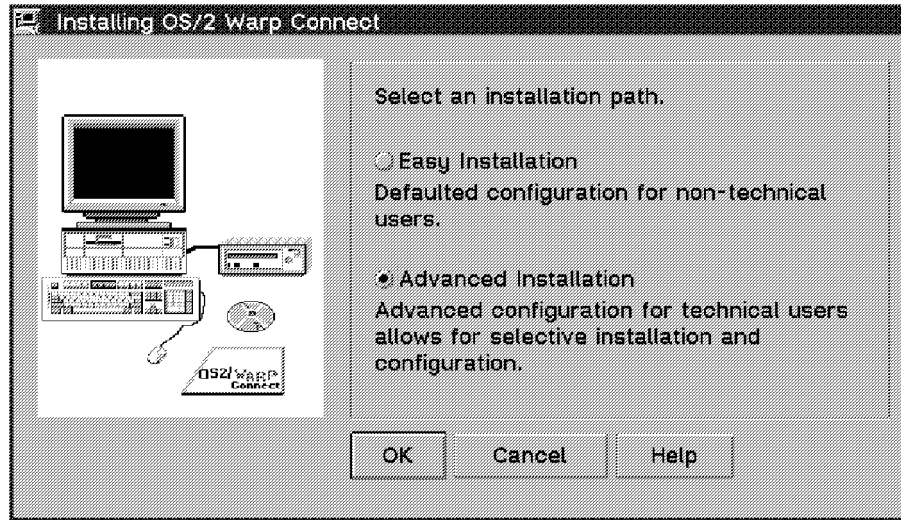 Installing OS/2 Warp Connect
Select an installation path.
Easy Installation
Defaulted configuration for non-technical
users.
Advanced Installation
Advanced configuration for technical users
allows for selective installation and
configuration.
OS2/WARP
Connect
OK
Cancel
Help